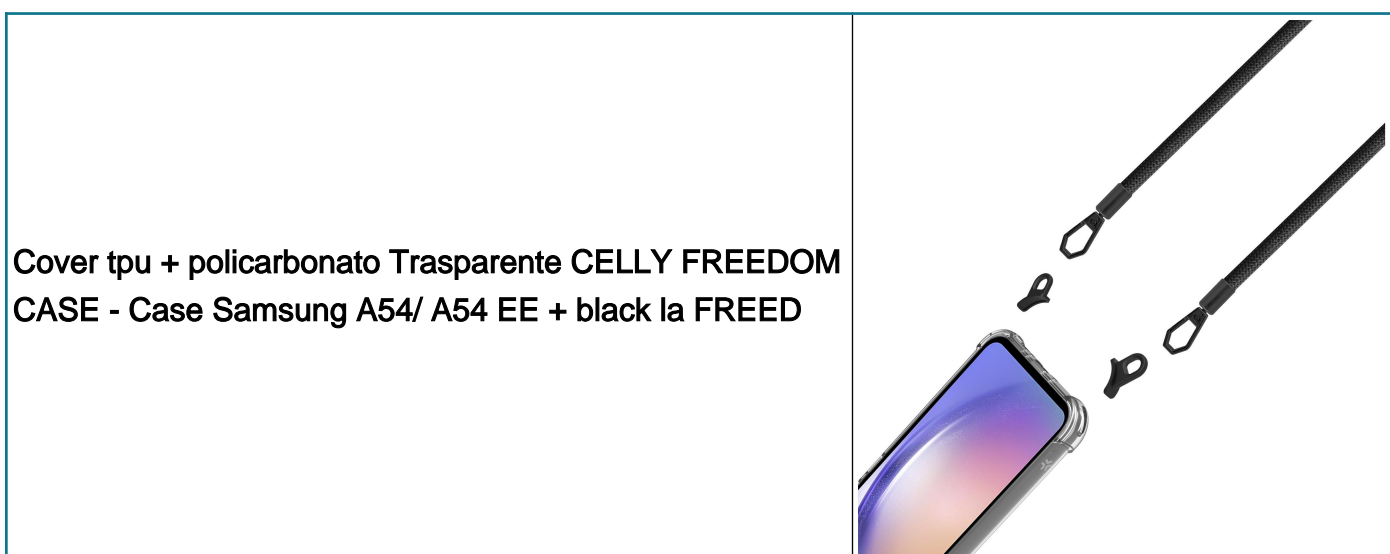 Cover tpu + policarbonato Trasparente CELLY FREEDOM
CASE - Case Samsung A54/ A54 EE + black la FREED